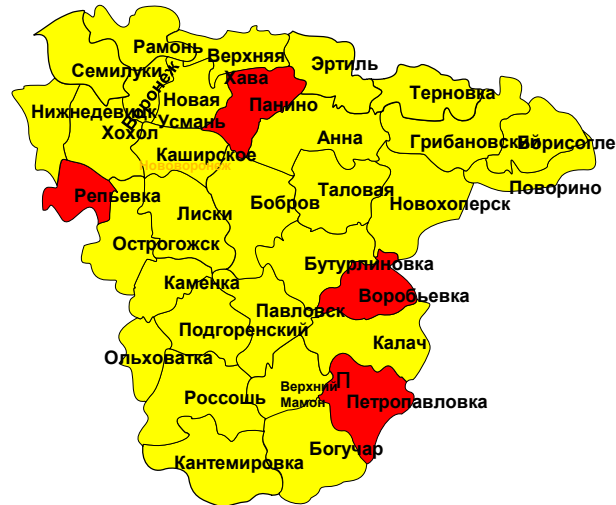 Рамонь
Верхняя
Хава
Эртиль
Семилуки
Воронеж
Терновка
Нижнедевицк
Новая
Усмань
Панино
Хохол
Анна
Грибановский
Борисогле
Каширское
Нововоронеж
Репьевка
Таловая
Поворино
Лиски
Бобров
Новохоперск
Острогожск
Бутурлиновка
Каменка
Воробьевка
Павловск
Подгоренский
Калач
Ольховатка
П
Верхний
Мамон
Россошь
Петропавловка
Богучар
Кантемировка